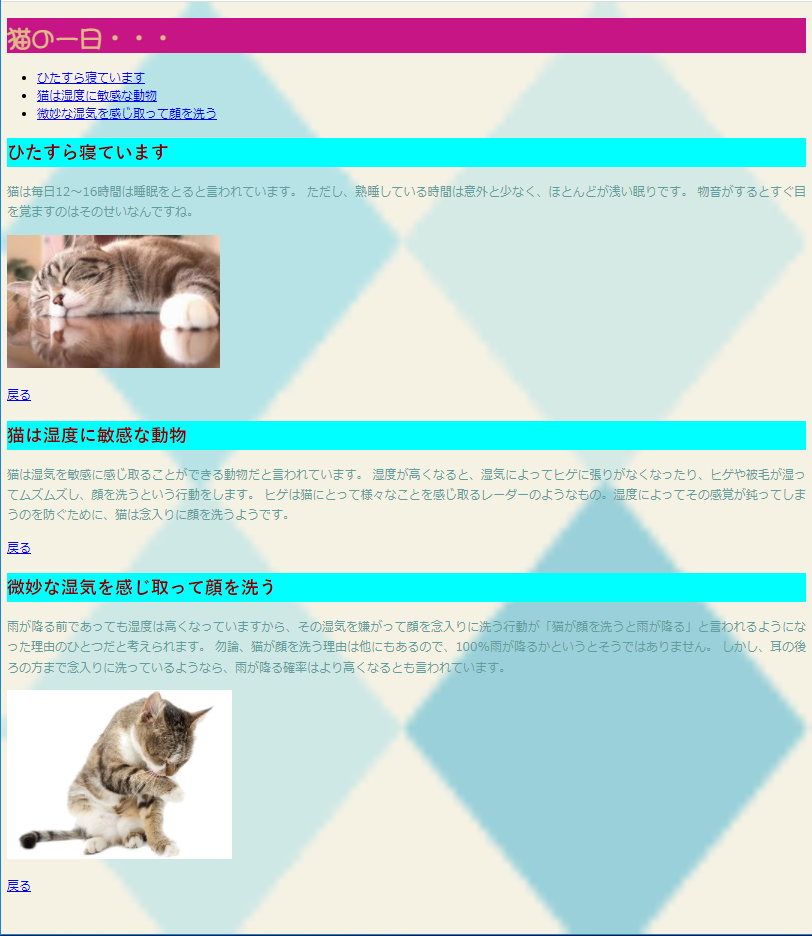 猫の一日・・・
ひたすら寝ています
猫は湿度に敏感な動物
微妙な湿気を感じ取って顔を洗う
ひたすら寝ています
猫は毎日12～16時間は睡眠をとると言われています。 ただし、熟睡している時間は意外と少なく、ほとんどが浅い眠りです。 物音がするとすぐ目
を覚ますのはそのせいなんですね。
戻る
猫は湿度に敏感な動物
猫は湿気を敏感に感じ取ることができる動物だと言われています。 湿度が高くなると、湿気によってヒゲに張りがなくなったり、ヒゲや被毛が湿っ
てムズムズし、顔を洗うという行動をします。 ヒゲは猫にとって様々なことを感じ取るレーダーのようなもの。湿度によってその感覚が鈍ってしま
うのを防ぐために、猫は念入りに顔を洗うようです。
戻る
微妙な湿気を感じ取って顔を洗う
雨が降る前であっても湿度は高くなっていますから、その湿気を嫌がって顔を念入りに洗う行動が「猫が顔を洗うと雨が降る」と言われるようにな
った理由のひとつだと考えられます。 勿論、猫が顔を洗う理由は他にもあるので、100%雨が降るかというとそうではありません。 しかし、耳の後
ろの方まで念入りに洗っているようなら、雨が降る確率はより高くなるとも言われています。
戻る